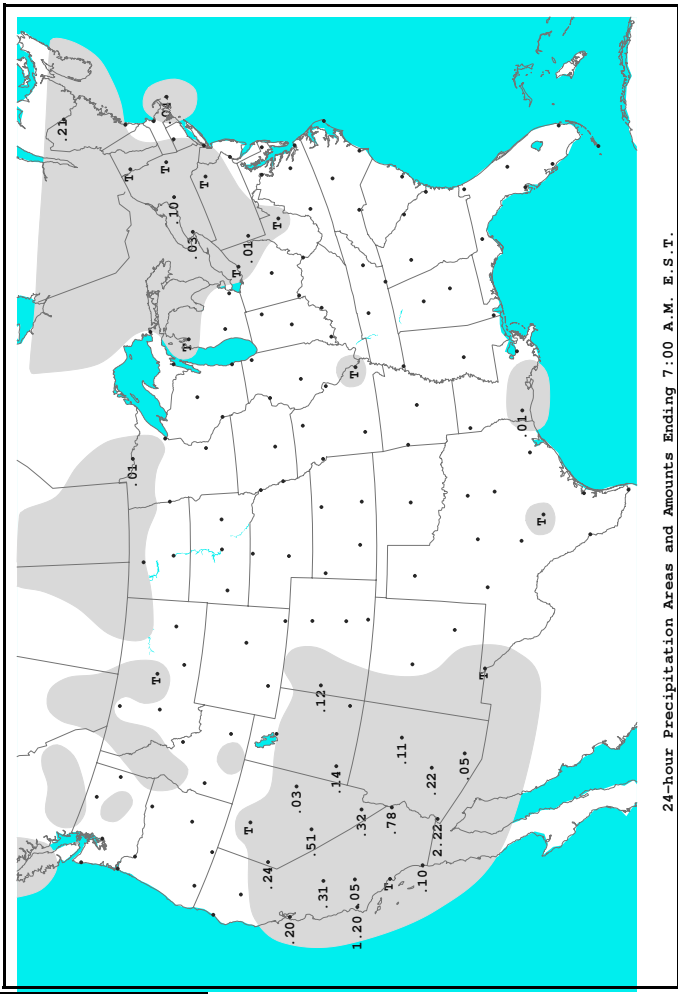 .21
T
.01
T
T
.01
.10
T
.03
T
T
.01
T
.24
T
.20
.03
.51
.12
.31
.14
T
.05
1.20
.32
T
.78
.11
.10
.22
2.22
.05
T
.01
T
24-hour Precipitation Areas and Amounts Ending 7:00 A.M. E.S.T.